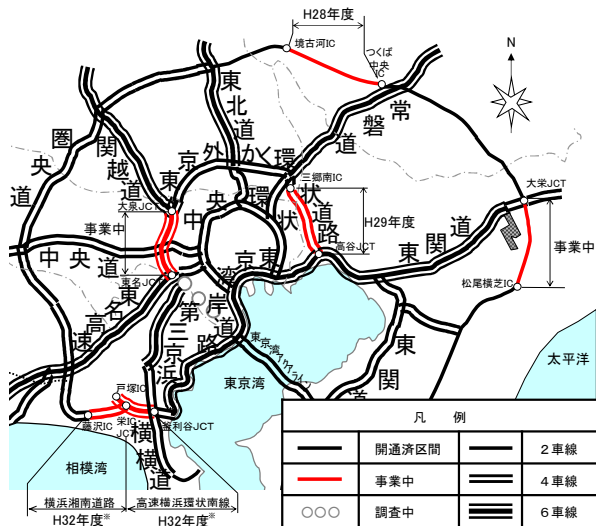 H28年度
境古河IC
つくば
中央
IC
N
東北道
常磐道
圏央道
関越道
東京外かく環状道路
中央環状
三郷南IC
大泉JCT
大栄JCT
H29年度
事業中
事業中
高谷JCT
東関道
中央道
東名JCT
松尾横芝IC
東名高速
第三京浜
東京湾岸道路
東京湾アクアライン
東関道
太平洋
東京湾
戸塚IC
藤沢IC
栄IC
JCT
釜利谷JCT
横横道
相模湾
横浜湘南道路
高速横浜環状南線
H32年度※
H32年度※
凡 例
開通済区間
2車線
事業中
4車線
調査中
6車線